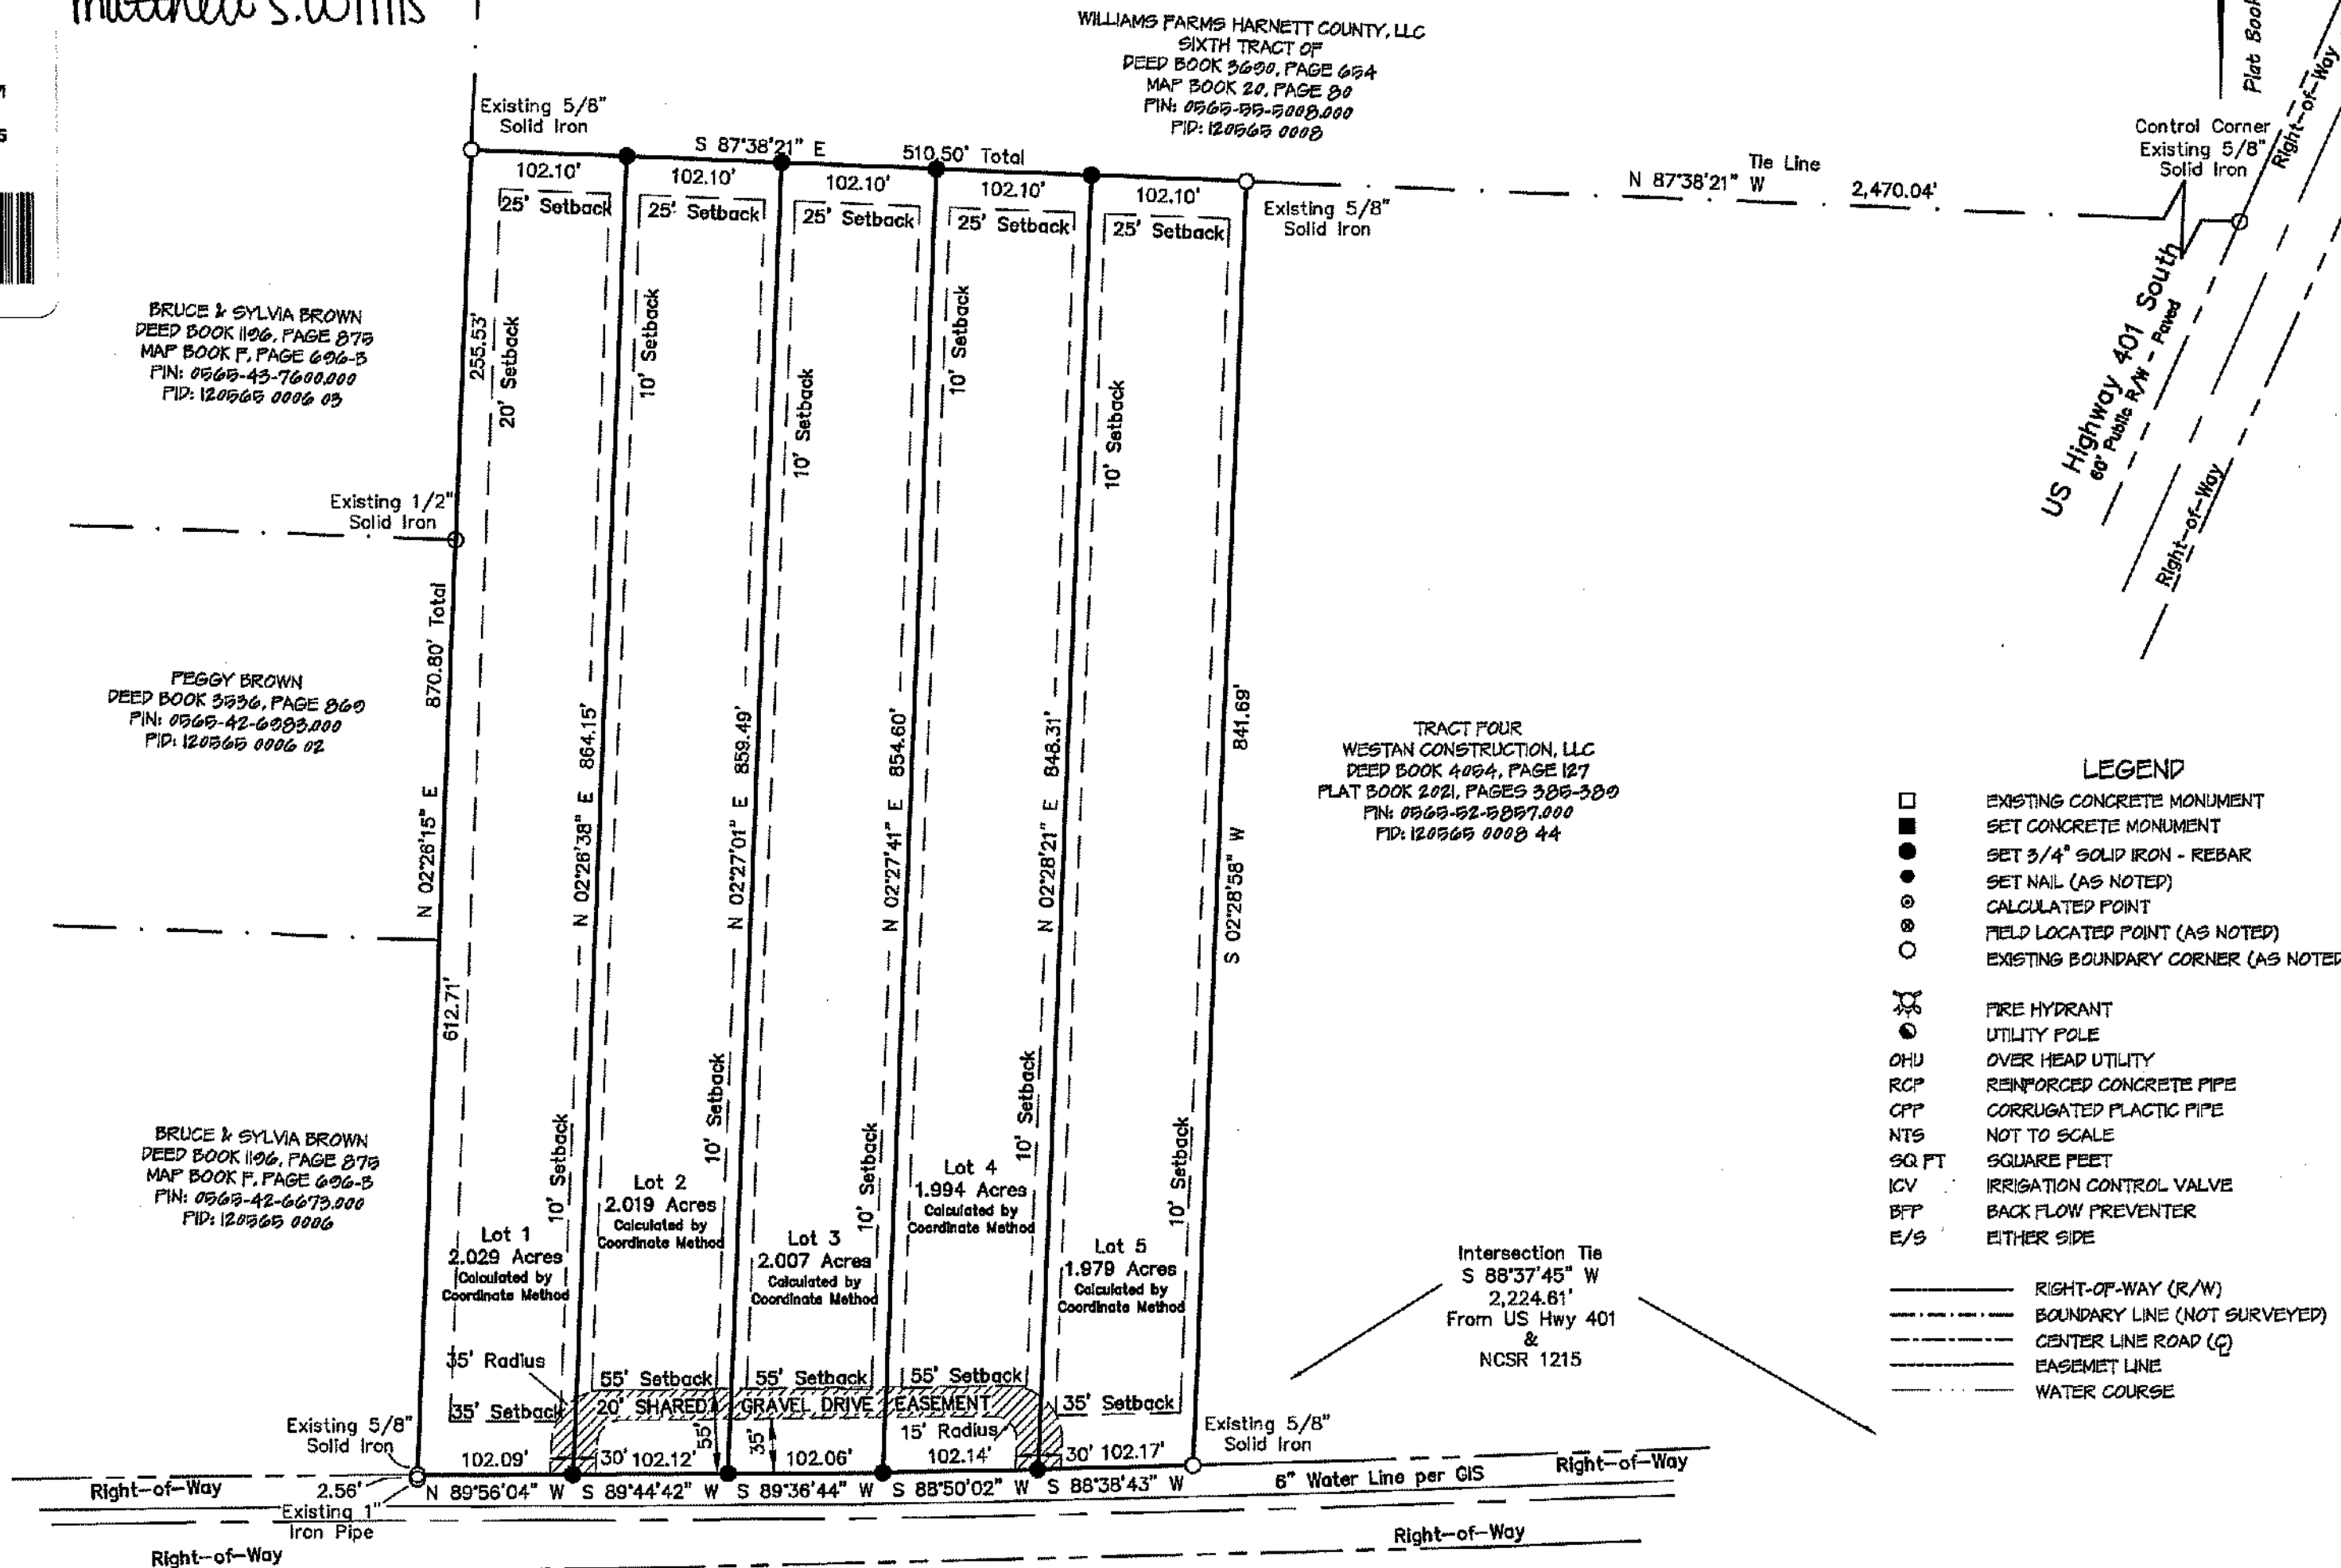 Matthew S. Willis
WILLIAMS FARMS HARNETT COUNTY, LLC
SIXTH TRACT OF
DEED BOOK 3690, PAGE 654
MAP BOOK 20, PAGE 80
PIN: 0565-55-5008.000
PID: 120565 0008
Plat Book
Right-of-Way
Control Corner
Existing 5/8"
Solid Iron
Existing 5/8"
Solid Iron
S 87°38'21" E
510.50' Total
102.10'
102.10'
102.10'
102.10'
102.10'
25' Setback
25' Setback
25' Setback
25' Setback
25' Setback
Existing 5/8"
Solid Iron
Tie Line
N 87°38'21" W
2,470.04'
US Highway 401 South
60' Public R/W - Paved
Right-of-Way
BRUCE & SYLVIA BROWN
DEED BOOK 1196, PAGE 875
MAP BOOK F, PAGE 696-B
PIN: 0565-43-7600.000
PID: 120565 0006 03
255.53'
20' Setback
10' Setback
10' Setback
10' Setback
10' Setback
Existing 1/2"
Solid Iron
PEGGY BROWN
DEED BOOK 3536, PAGE 869
PIN: 0565-42-6983.000
PID: 120565 0006 02
N 02°26'15" E 870.80' Total
N 02°26'38" E 864.15'
N 02°27'01" E 859.49'
N 02°27'41" E 854.60'
N 02°28'21" E 848.31'
S 02°28'58" W 841.69'
TRACT FOUR
WESTAN CONSTRUCTION, LLC
DEED BOOK 4054, PAGE 127
PLAT BOOK 2021, PAGES 385-389
PIN: 0565-52-5857.000
PID: 120565 0008 44
LEGEND
EXISTING CONCRETE MONUMENT
SET CONCRETE MONUMENT
SET 3/4" SOLID IRON - REBAR
SET NAIL (AS NOTED)
CALCULATED POINT
FIELD LOCATED POINT (AS NOTED)
EXISTING BOUNDARY CORNER (AS NOTED
FIRE HYDRANT
UTILITY POLE
OHU OVER HEAD UTILITY
RCP REINFORCED CONCRETE PIPE
CPP CORRUGATED PLACTIC PIPE
NTS NOT TO SCALE
SQ FT SQUARE FEET
ICV IRRIGATION CONTROL VALVE
BFP BACK FLOW PREVENTER
E/S EITHER SIDE
RIGHT-OF-WAY (R/W)
BOUNDARY LINE (NOT SURVEYED)
CENTER LINE ROAD (CL)
EASEMET LINE
WATER COURSE
612.71'
BRUCE & SYLVIA BROWN
DEED BOOK 1196, PAGE 875
MAP BOOK F, PAGE 696-B
PIN: 0565-42-6673.000
PID: 120565 0006
10' Setback
10' Setback
10' Setback
10' Setback
10' Setback
Lot 1
2.029 Acres
Calculated by
Coordinate Method
Lot 2
2.019 Acres
Calculated by
Coordinate Method
Lot 3
2.007 Acres
Calculated by
Coordinate Method
Lot 4
1.994 Acres
Calculated by
Coordinate Method
Lot 5
1.979 Acres
Calculated by
Coordinate Method
Intersection Tie
S 88°37'45" W
2,224.61'
From US Hwy 401
&
NCSR 1215
35' Radius
55' Setback
55' Setback
55' Setback
35' Setback
20' SHARED GRAVEL DRIVE EASEMENT
35' Setback
15' Radius
55'
35'
Existing 5/8"
Solid Iron
Existing 5/8"
Solid Iron
102.09'
30'
102.12'
102.06'
102.14'
30'
102.17'
Right-of-Way
2.56'
N 89°56'04" W
S 89°44'42" W
S 89°36'44" W
S 88°50'02" W
S 88°38'43" W
6" Water Line per GIS
Right-of-Way
Existing 1"
Iron Pipe
Right-of-Way
Right-of-Way